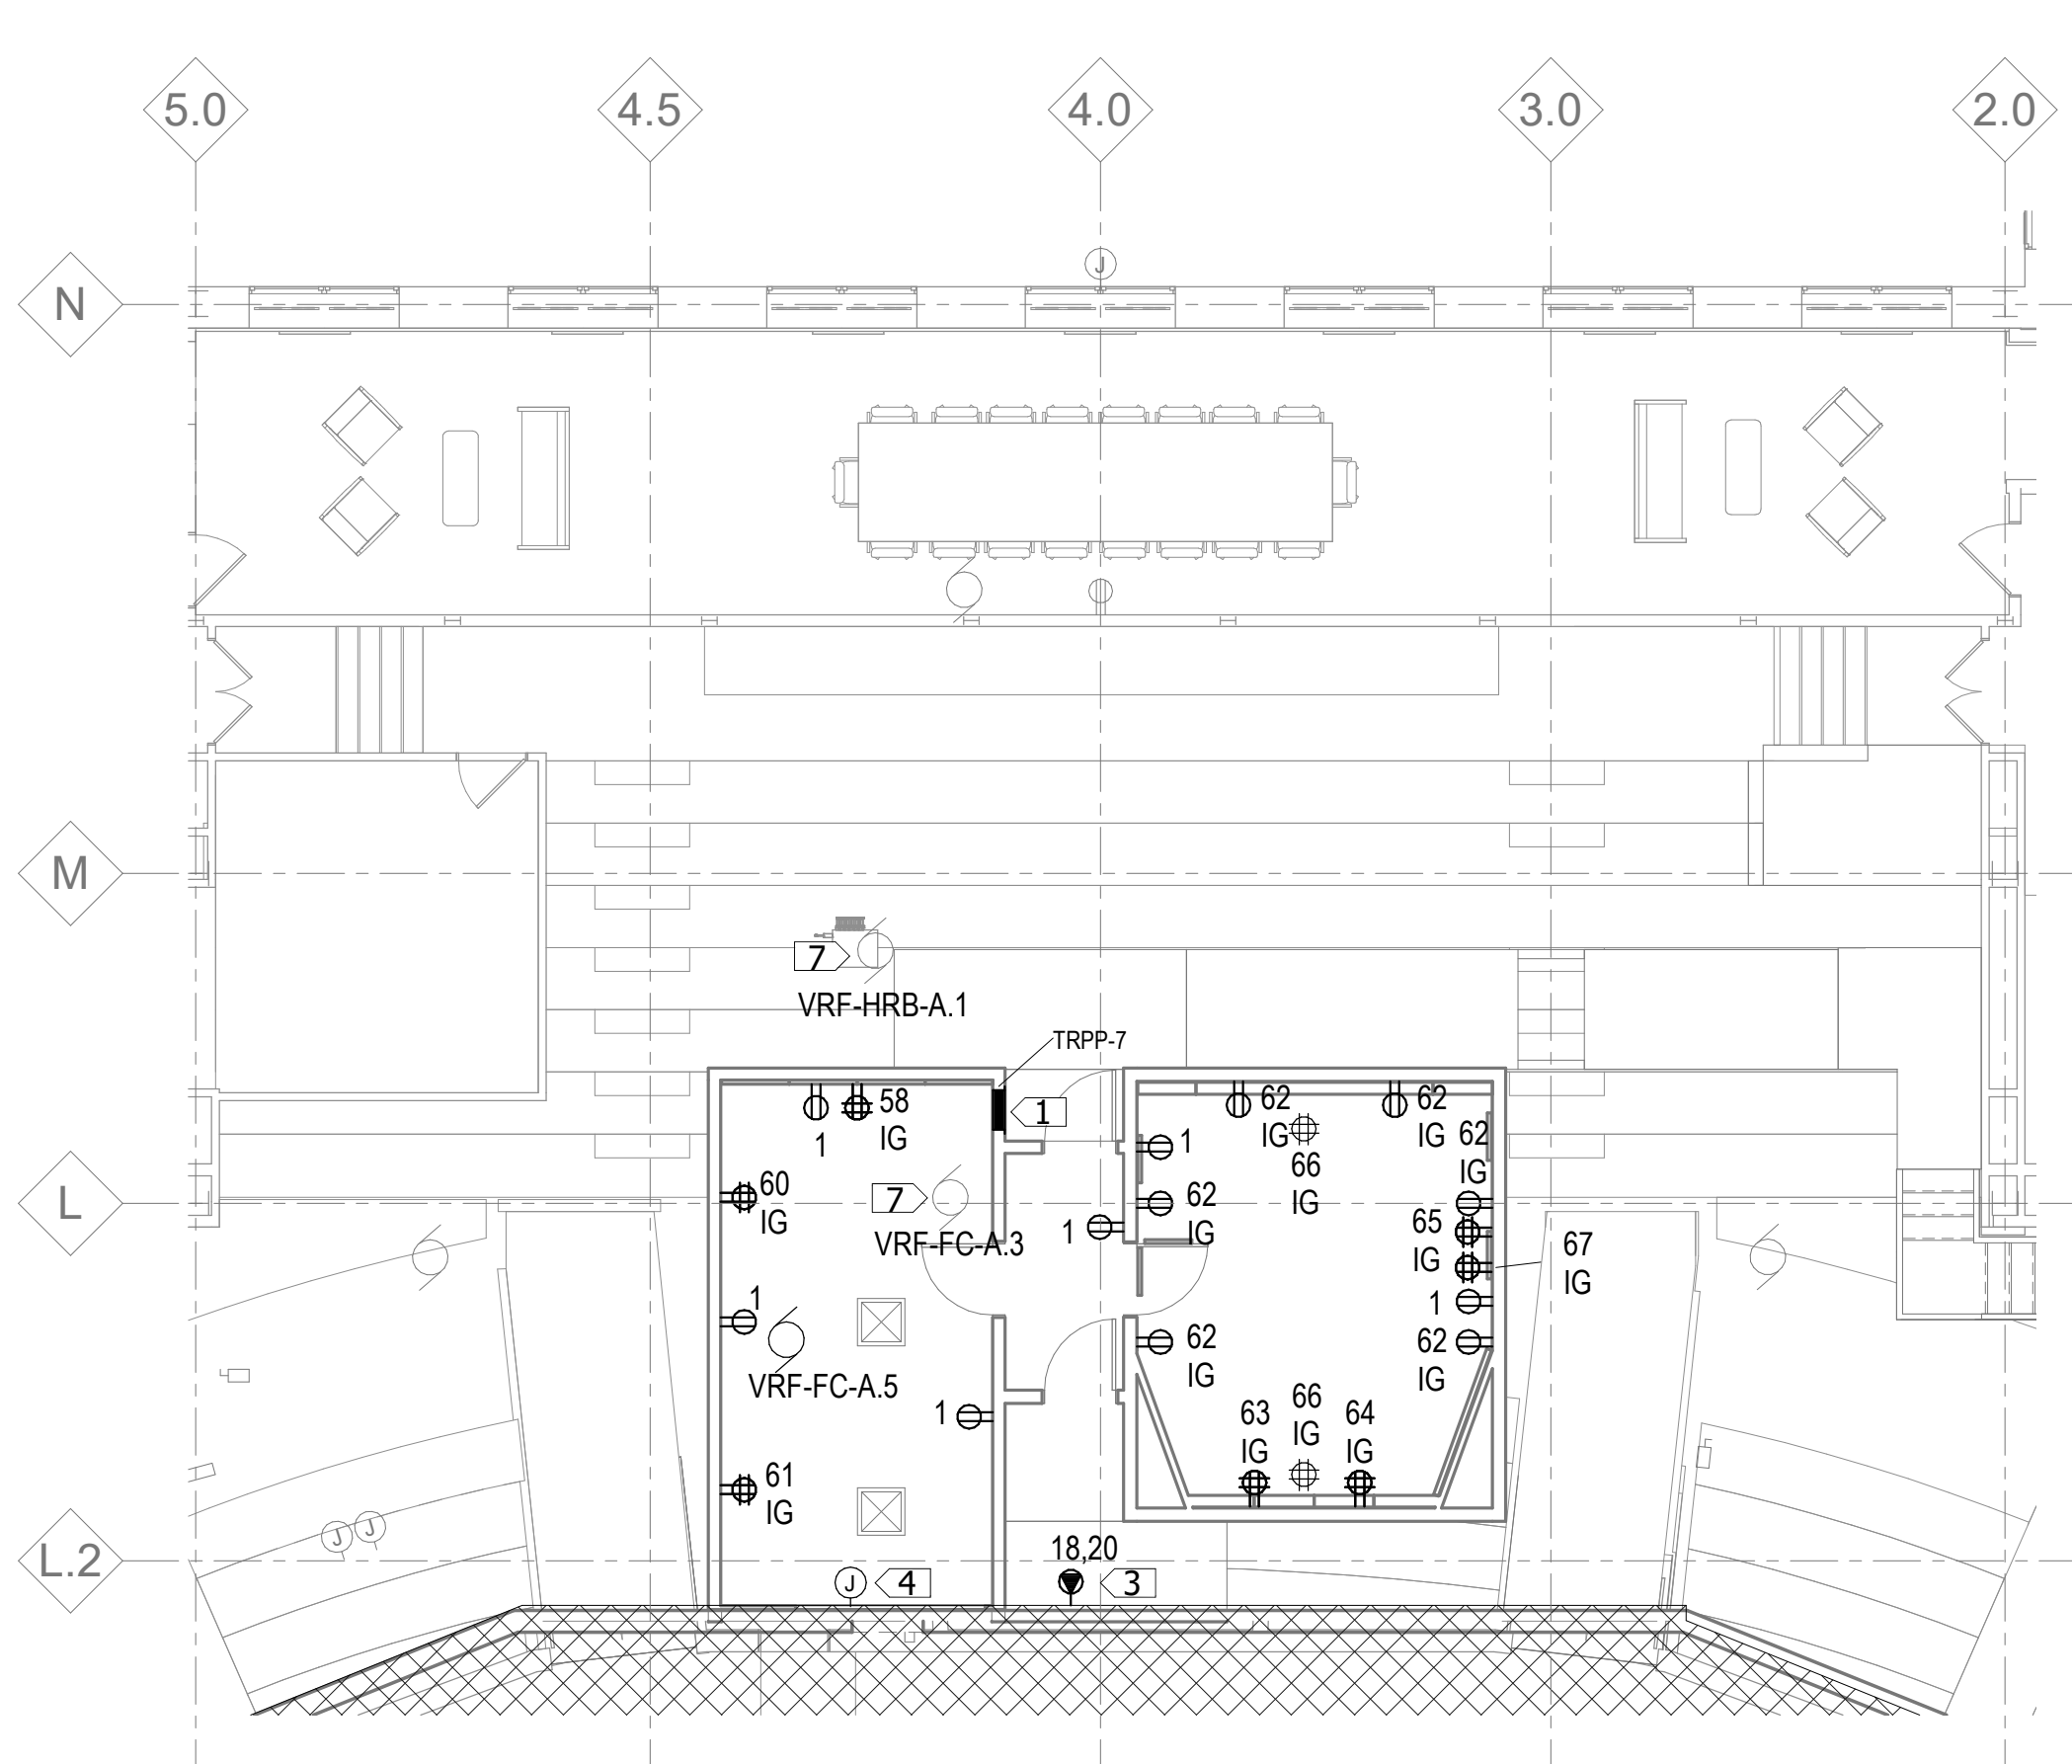 5.0
4.5
4.0
3.0
2.0
N
J
M
7
VRF-HRB-A.1
TRPP-7
1
58
IG
1
62
IG
62
IG
62
IG
66
IG
1
60
IG
7
VRF-FC-A.3
L
1
62
IG
65
IG
67
IG
1
1
VRF-FC-A.5
62
IG
62
IG
1
63
IG
66
IG
64
IG
61
IG
J
J
L.2
18,20
J
4
3